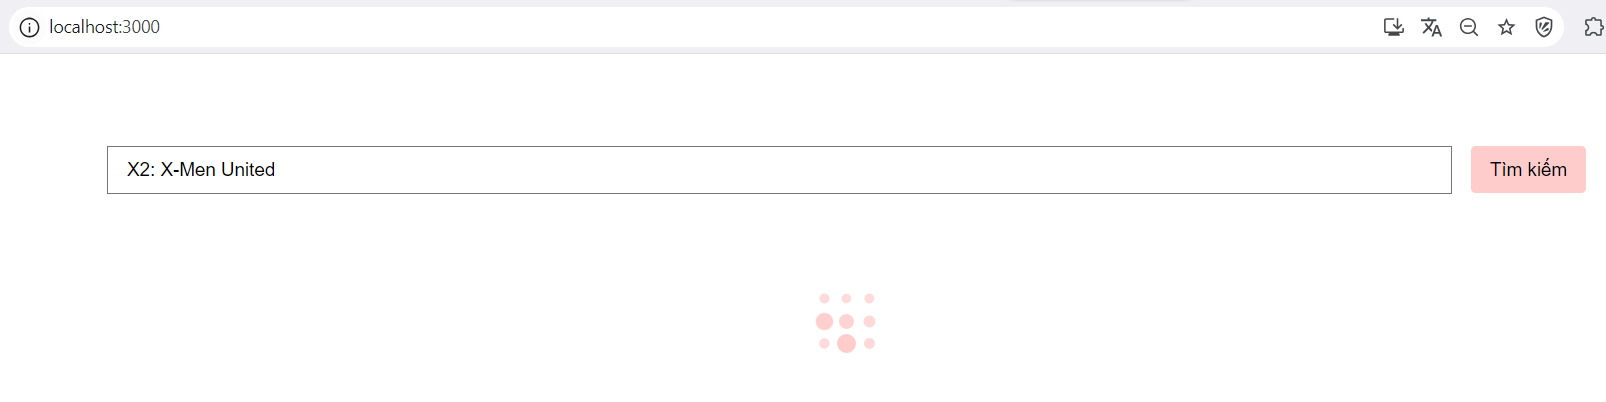 localhost:3000
X2: X-Men United
Tìm kiếm